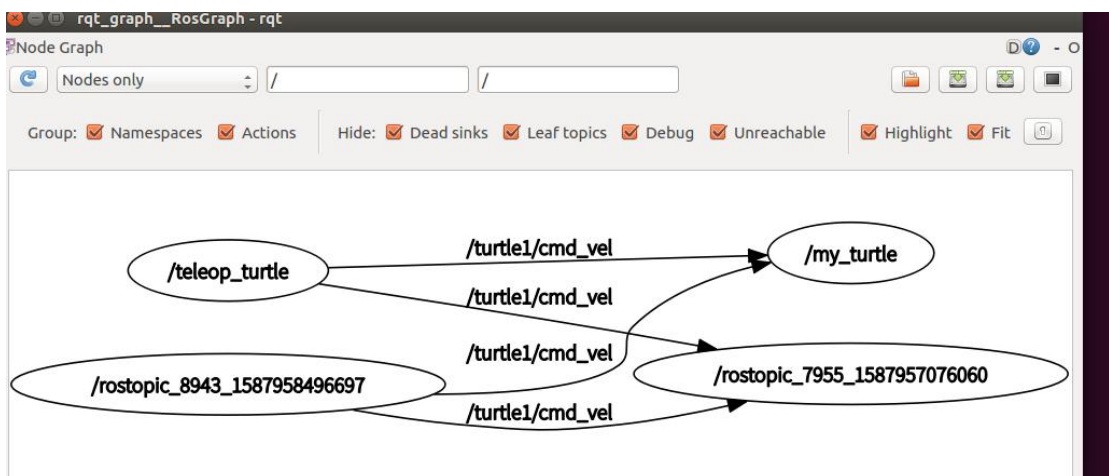 rqt_graph__RosGraph - rqt
Node Graph D ? - O
Nodes only / /
Group: Namespaces Actions Hide: Dead sinks Leaf topics Debug Unreachable Highlight Fit
/turtle1/cmd_vel
/teleop_turtle /my_turtle
/turtle1/cmd_vel
/turtle1/cmd_vel
/rostopic_8943_1587958496697 /rostopic_7955_1587957076060
/turtle1/cmd_vel